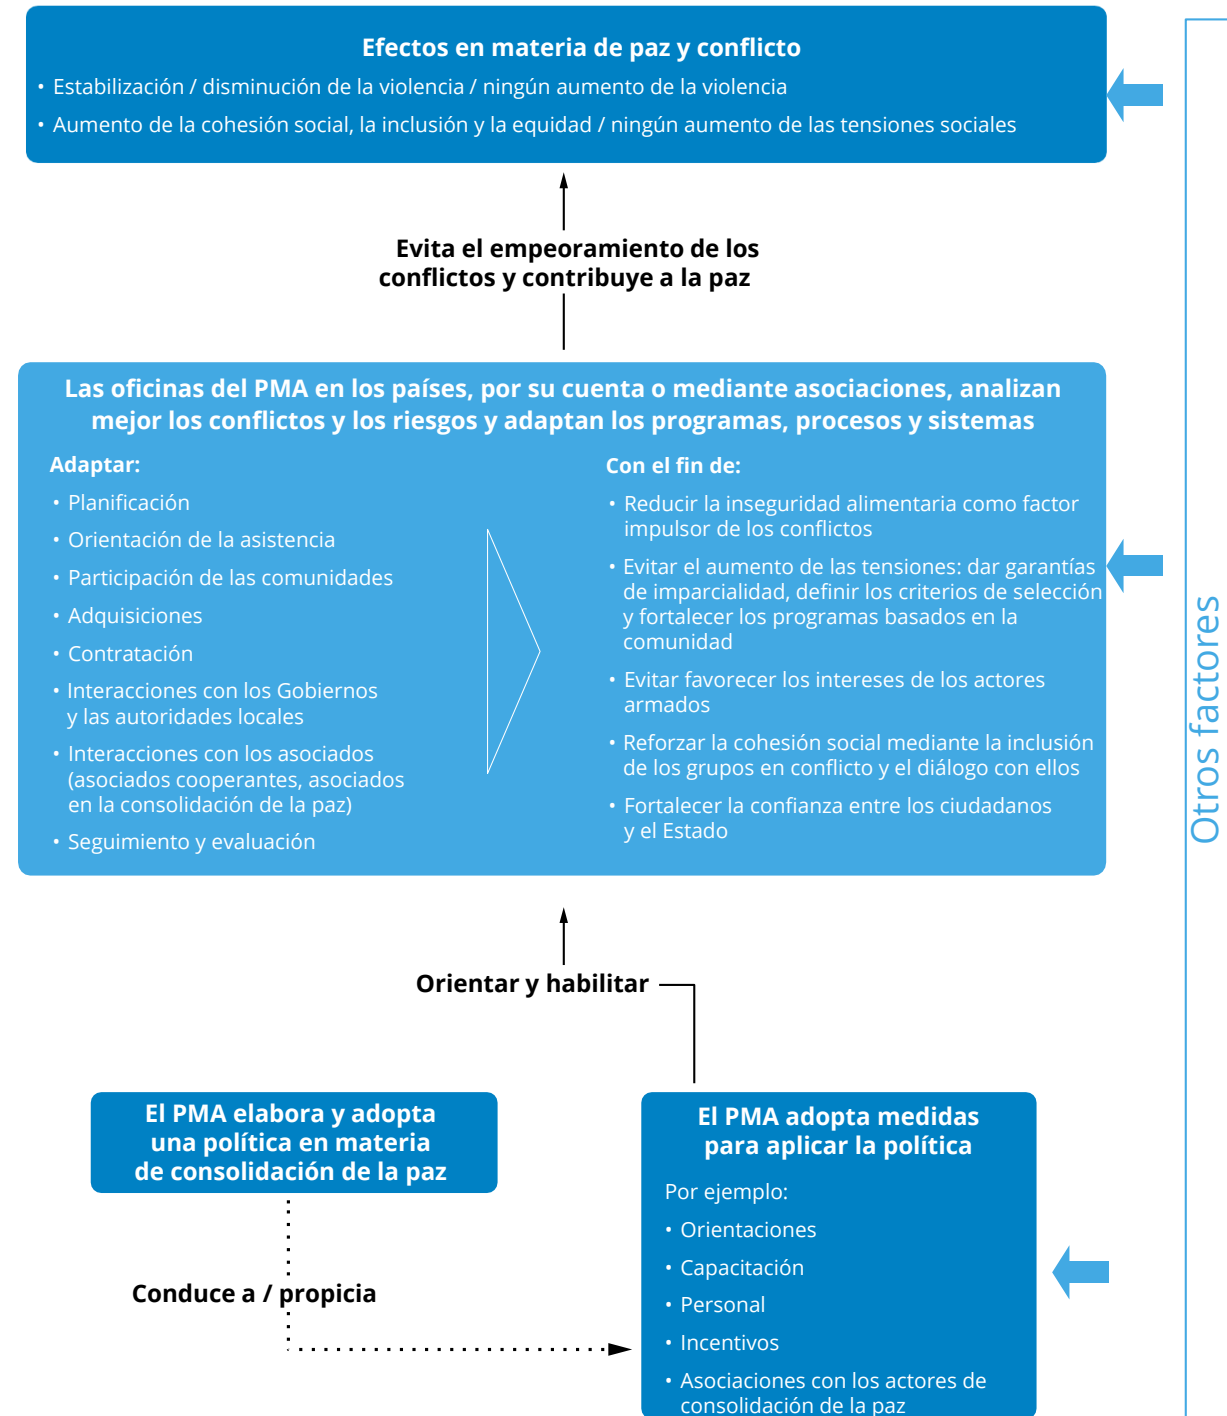 Efectos en materia de paz y conflicto
• Estabilización / disminución de la violencia / ningún aumento de la violencia
• Aumento de la cohesión social, la inclusión y la equidad / ningún aumento de las tensiones sociales
Evita el empeoramiento de los
conflictos y contribuye a la paz
Las oficinas del PMA en los países, por su cuenta o mediante asociaciones, analizan
mejor los conflictos y los riesgos y adaptan los programas, procesos y sistemas
Adaptar:
• Planificación
• Orientación de la asistencia
• Participación de las comunidades
• Adquisiciones
• Contratación
• Interacciones con los Gobiernos
y las autoridades locales
• Interacciones con los asociados
(asociados cooperantes, asociados
en la consolidación de la paz)
• Seguimiento y evaluación
Con el fin de:
• Reducir la inseguridad alimentaria como factor
impulsor de los conflictos
• Evitar el aumento de las tensiones: dar garantías
de imparcialidad, definir los criterios de selección
y fortalecer los programas basados en la
comunidad
• Evitar favorecer los intereses de los actores
armados
• Reforzar la cohesión social mediante la inclusión
de los grupos en conflicto y el diálogo con ellos
• Fortalecer la confianza entre los ciudadanos
y el Estado
Orientar y habilitar
El PMA elabora y adopta
una política en materia
de consolidación de la paz
Conduce a / propicia
El PMA adopta medidas
para aplicar la política
Por ejemplo:
• Orientaciones
• Capacitación
• Personal
• Incentivos
• Asociaciones con los actores de
consolidación de la paz
Otros factores